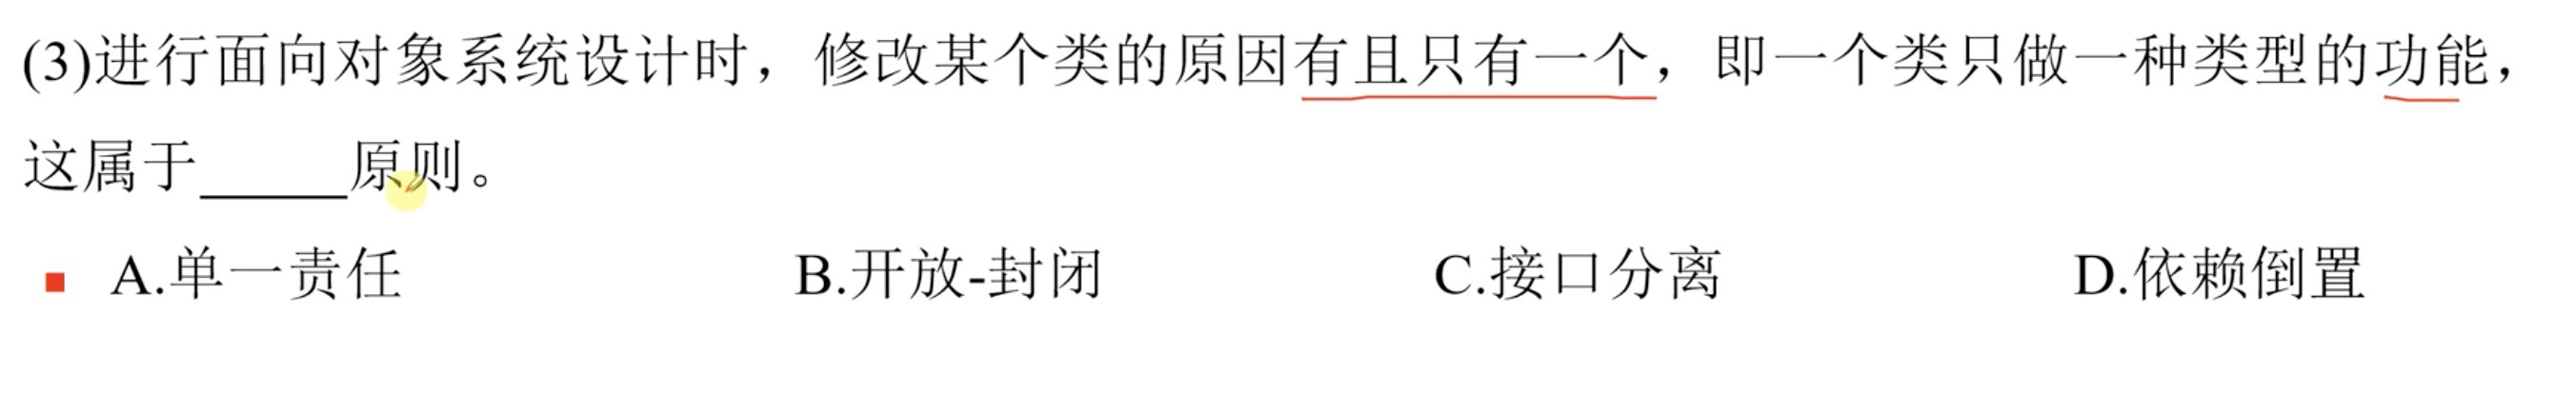 (3)进行面向对象系统设计时，修改某个类的原因有且只有一个，即一个类只做一种类型的功能，
这属于_____原则。
A.单一责任 B.开放-封闭 C.接口分离 D.依赖倒置